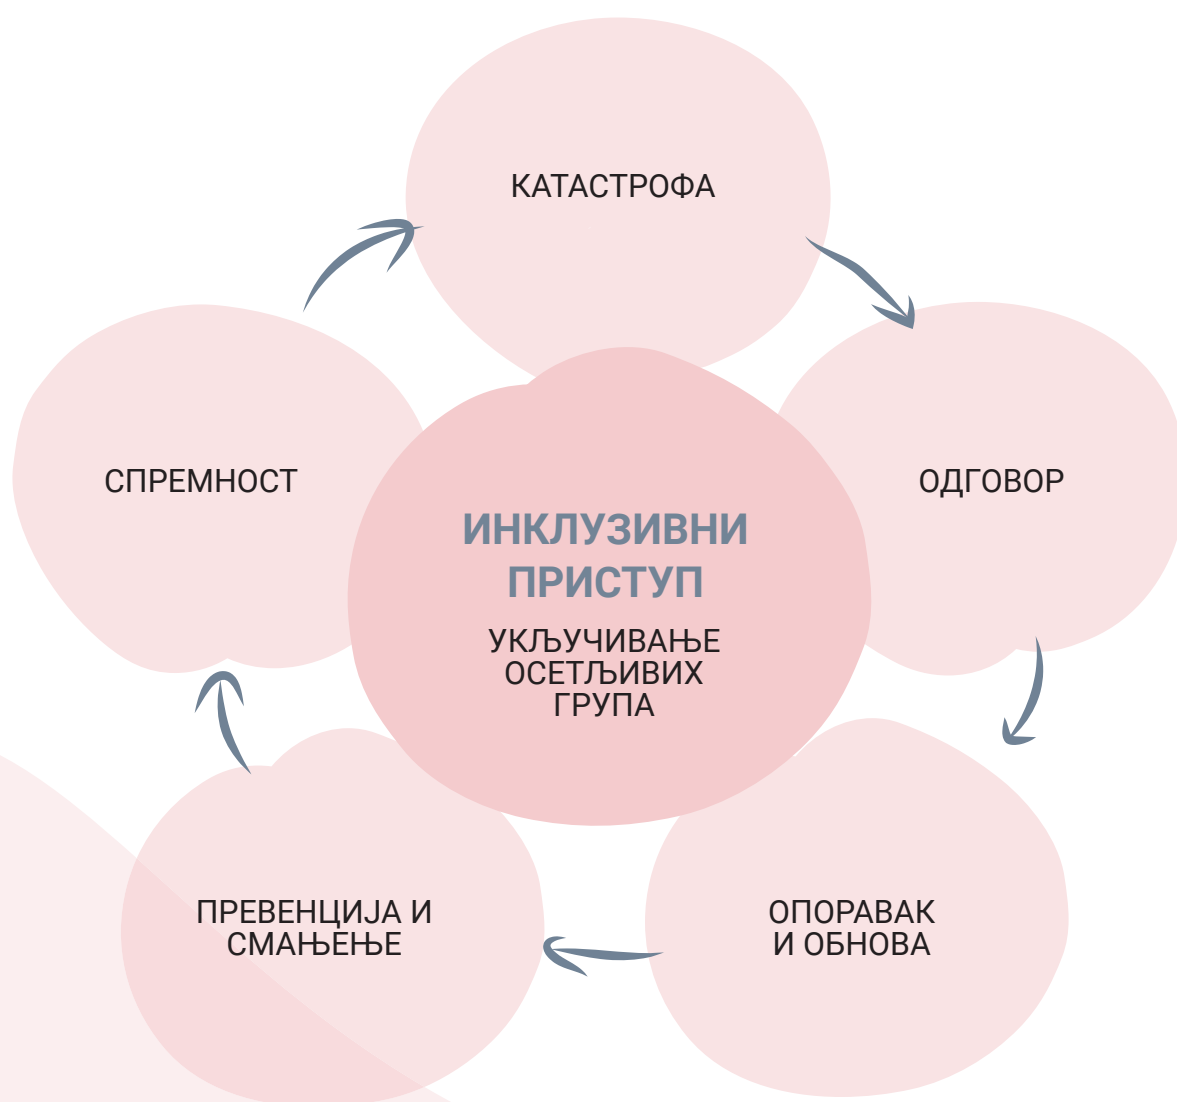 КАТАСТРОФА
СПРЕМНОСТ
ОДГОВОР
ИНКЛУЗИВНИ
ПРИСТУП
УКЉУЧИВАЊЕ
ОСЕТЉИВИХ
ГРУПА
ПРЕВЕНЦИЈА И
СМАЊЕЊЕ
ОПОРАВАК
И ОБНОВА